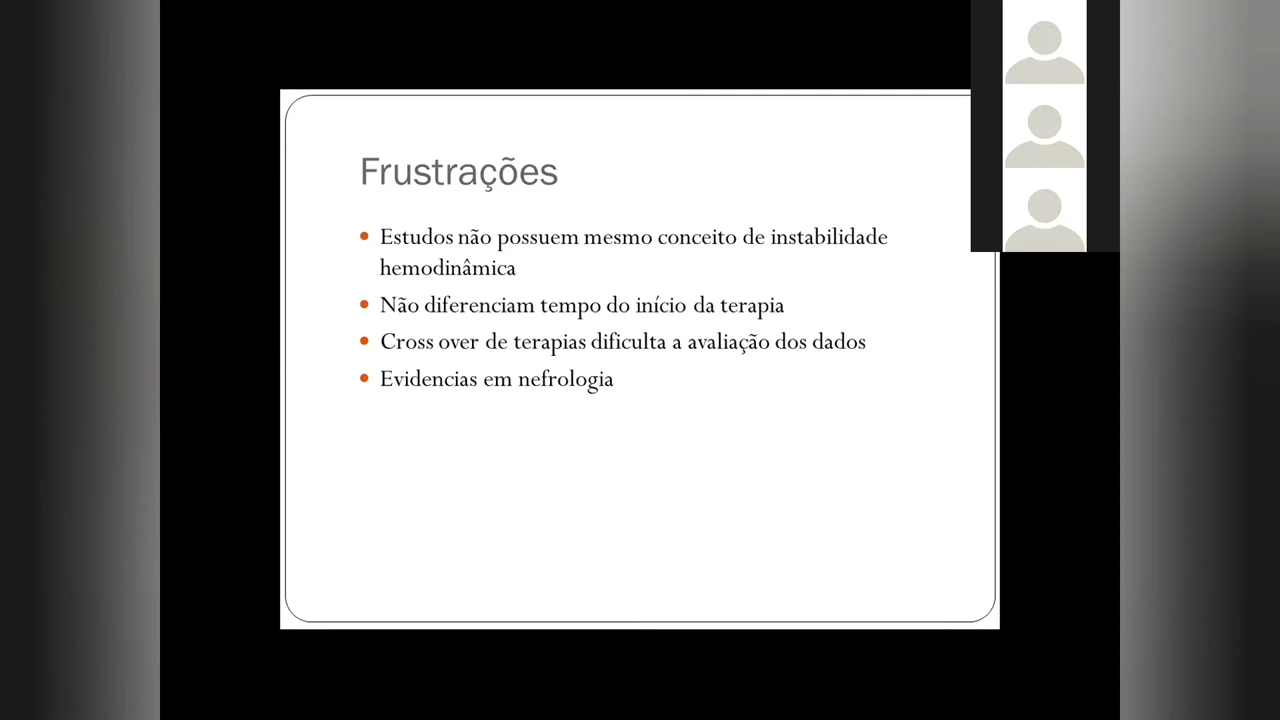 Frustrações
Estudos não possuem mesmo conceito de instabilidade
hemodinâmica
Não diferenciam tempo do início da terapia
Cross over de terapias dificulta a avaliação dos dados
Evidencias em nefrologia